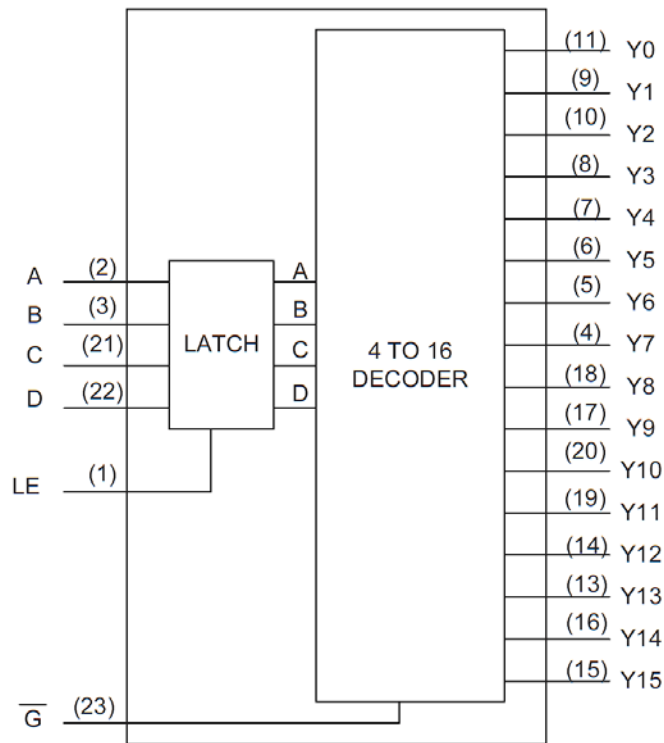 (11) Y0
(9) Y1
(10) Y2
(8) Y3
(7) Y4
(6) Y5
(5) Y6
(4) Y7
(18) Y8
(17) Y9
(20) Y10
(19) Y11
(14) Y12
(13) Y13
(16) Y14
(15) Y15
A (2) A
B (3) B
C (21) C
D (22) D
LATCH
4 TO 16
DECODER
LE (1)
G̅ (23)